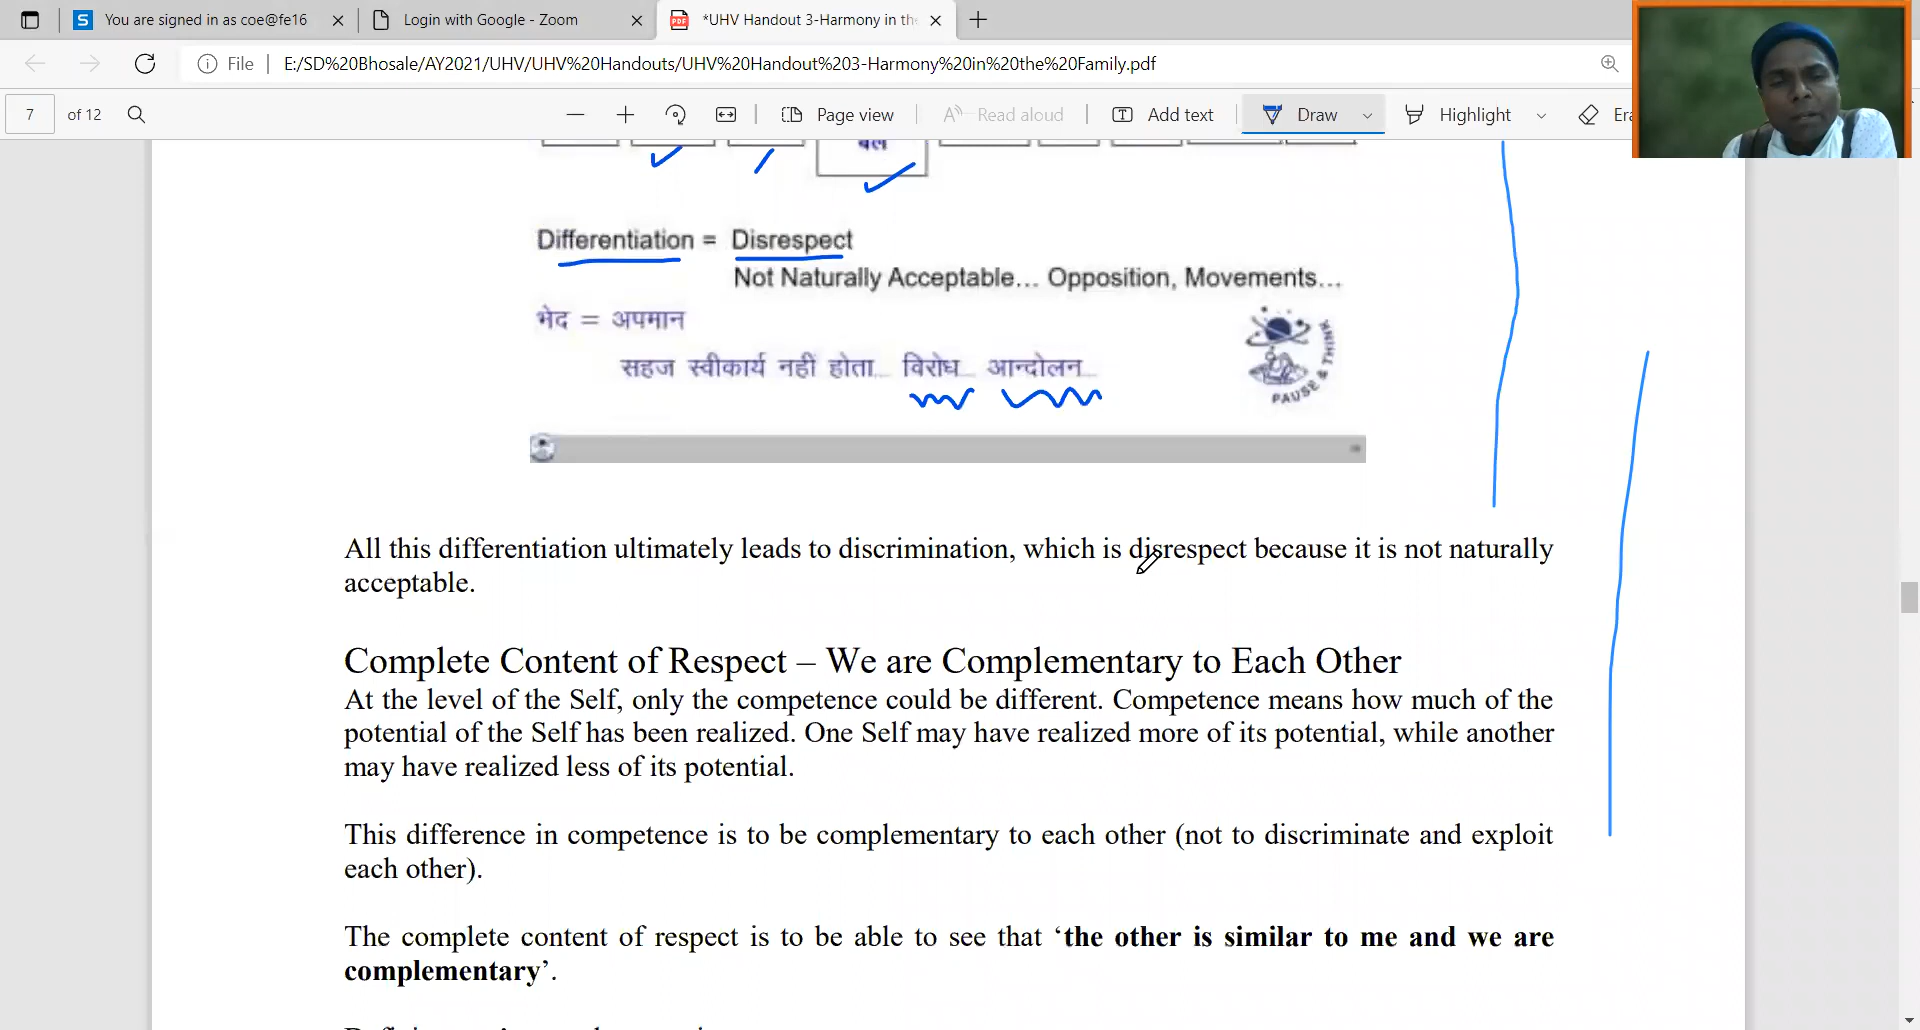 You are signed in as coe@fe16
Login with Google - Zoom
*UHV Handout 3-Harmony in the
File
E:/SD%20Bhosale/AY2021/UHV/UHV%20Handouts/UHV%20Handout%203-Harmony%20in%20the%20Family.pdf
7 of 12
Page view
Read aloud
Add text
Draw
Highlight
Era
बल
Differentiation = Disrespect
Not Naturally Acceptable... Opposition, Movements...
भेद = अपमान
सहज स्वीकार्य नहीं होता... विरोध... आन्दोलन...
PAUSE & THINK
All this differentiation ultimately leads to discrimination, which is disrespect because it is not naturally
acceptable.
Complete Content of Respect – We are Complementary to Each Other
At the level of the Self, only the competence could be different. Competence means how much of the
potential of the Self has been realized. One Self may have realized more of its potential, while another
may have realized less of its potential.
This difference in competence is to be complementary to each other (not to discriminate and exploit
each other).
The complete content of respect is to be able to see that ‘the other is similar to me and we are
complementary’.